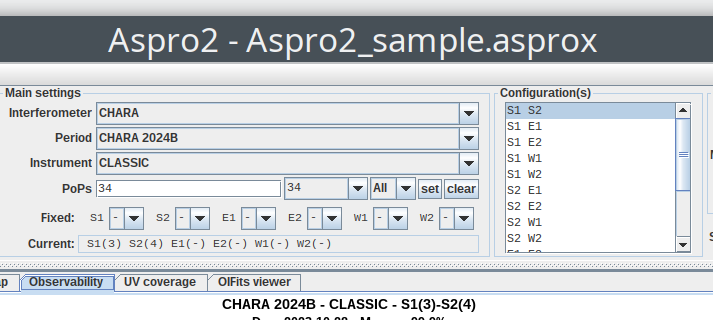 Aspro2 - Aspro2_sample.asprox
Main settings
Interferometer CHARA
Period CHARA 2024B
Instrument CLASSIC
PoPs 34 34 All set clear
Fixed: S1 - S2 - E1 - E2 - W1 - W2 -
Current: S1(3) S2(4) E1(-) E2(-) W1(-) W2(-)
Configuration(s)
S1 S2
S1 E1
S1 E2
S1 W1
S1 W2
S2 E1
S2 E2
S2 W1
S2 W2
Observability UV coverage OIFits viewer
CHARA 2024B - CLASSIC - S1(3)-S2(4)